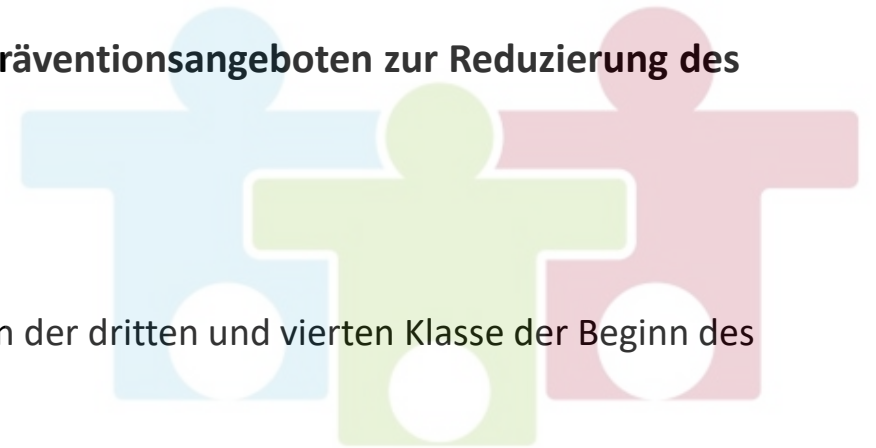 räventionsangeboten zur Reduzierung des
n der dritten und vierten Klasse der Beginn des